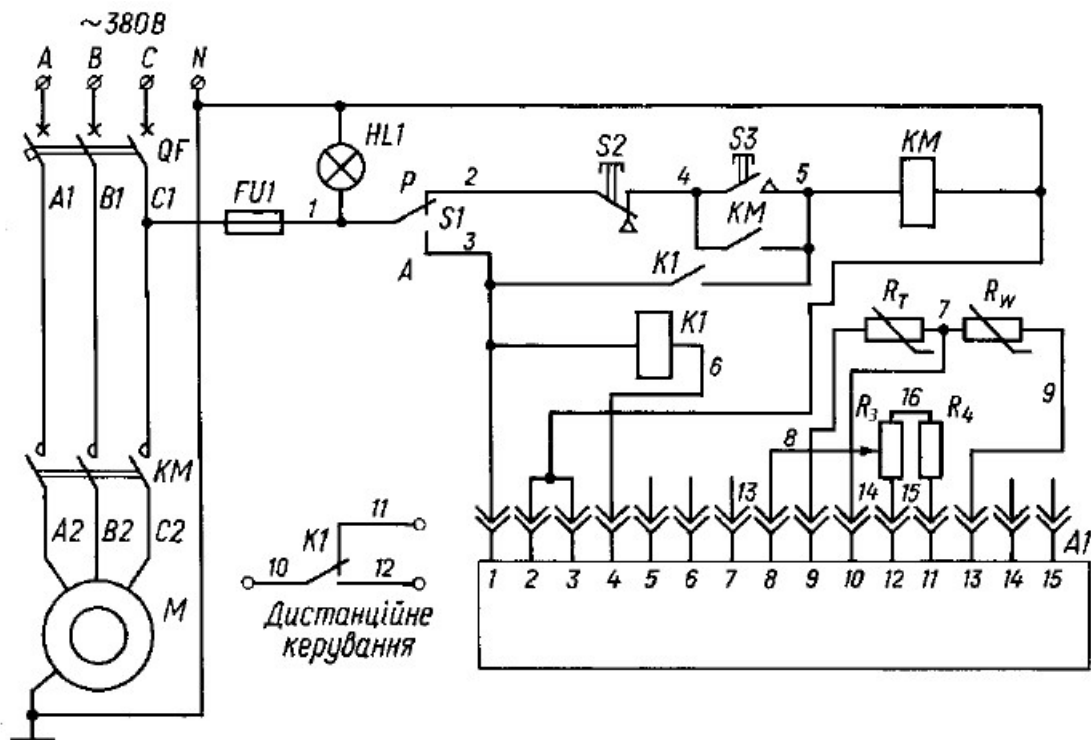 ~380В
A B C N
QF
HL1
A1 B1 C1
FU1
1
P
S1
A
2
3
S2
4
S3
5
KM
KM
K1
K1
6
R_T
7
R_W
9
R_3
16
R_4
8
13
14
15
KM
A2 B2 C2
M
K1
10
11
12
Дистанційне
керування
A1
1 2 3 4 5 6 7 8 9 10 12 11 13 14 15